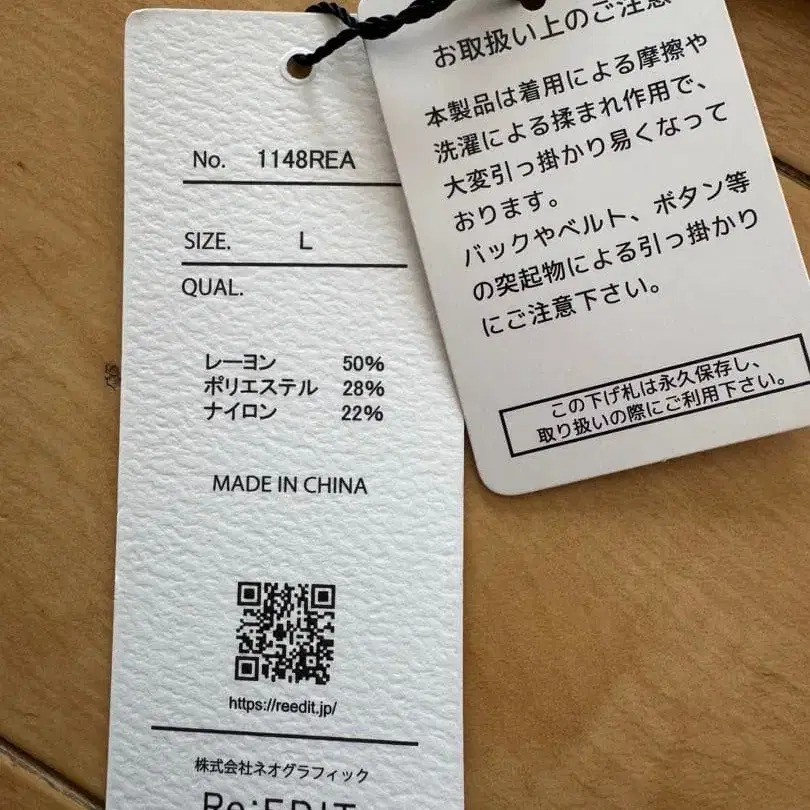 No. 1148REA
SIZE. L
QUAL.
レーヨン 50%
ポリエステル 28%
ナイロン 22%
MADE IN CHINA
https://reedit.jp/
株式会社ネオグラフィック
Re:EDIT
お取扱い上のご注意
本製品は着用による摩擦や
洗濯による揉まれ作用で、
大変引っ掛かり易くなって
おります。
バックやベルト、ボタン等
の突起物による引っ掛かり
にご注意下さい。
この下げ札は永久保存し、
取り扱いの際にご利用下さい。